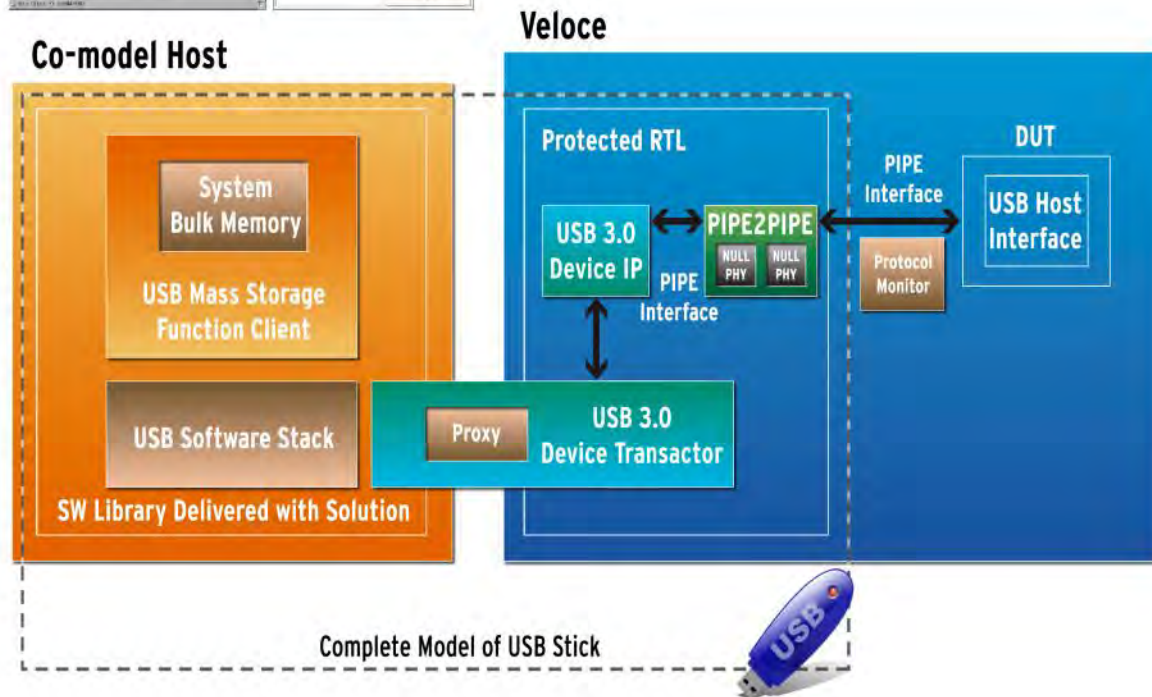 Veloce
Co-model Host
Protected RTL
DUT
System
Bulk Memory
USB Mass Storage
Function Client
USB Software Stack
SW Library Delivered with Solution
Proxy
USB 3.0
Device Transactor
USB 3.0
Device IP
PIPE2PIPE
NULL
PHY
NULL
PHY
PIPE
Interface
PIPE
Interface
Protocol
Monitor
USB Host
Interface
Complete Model of USB Stick
USB